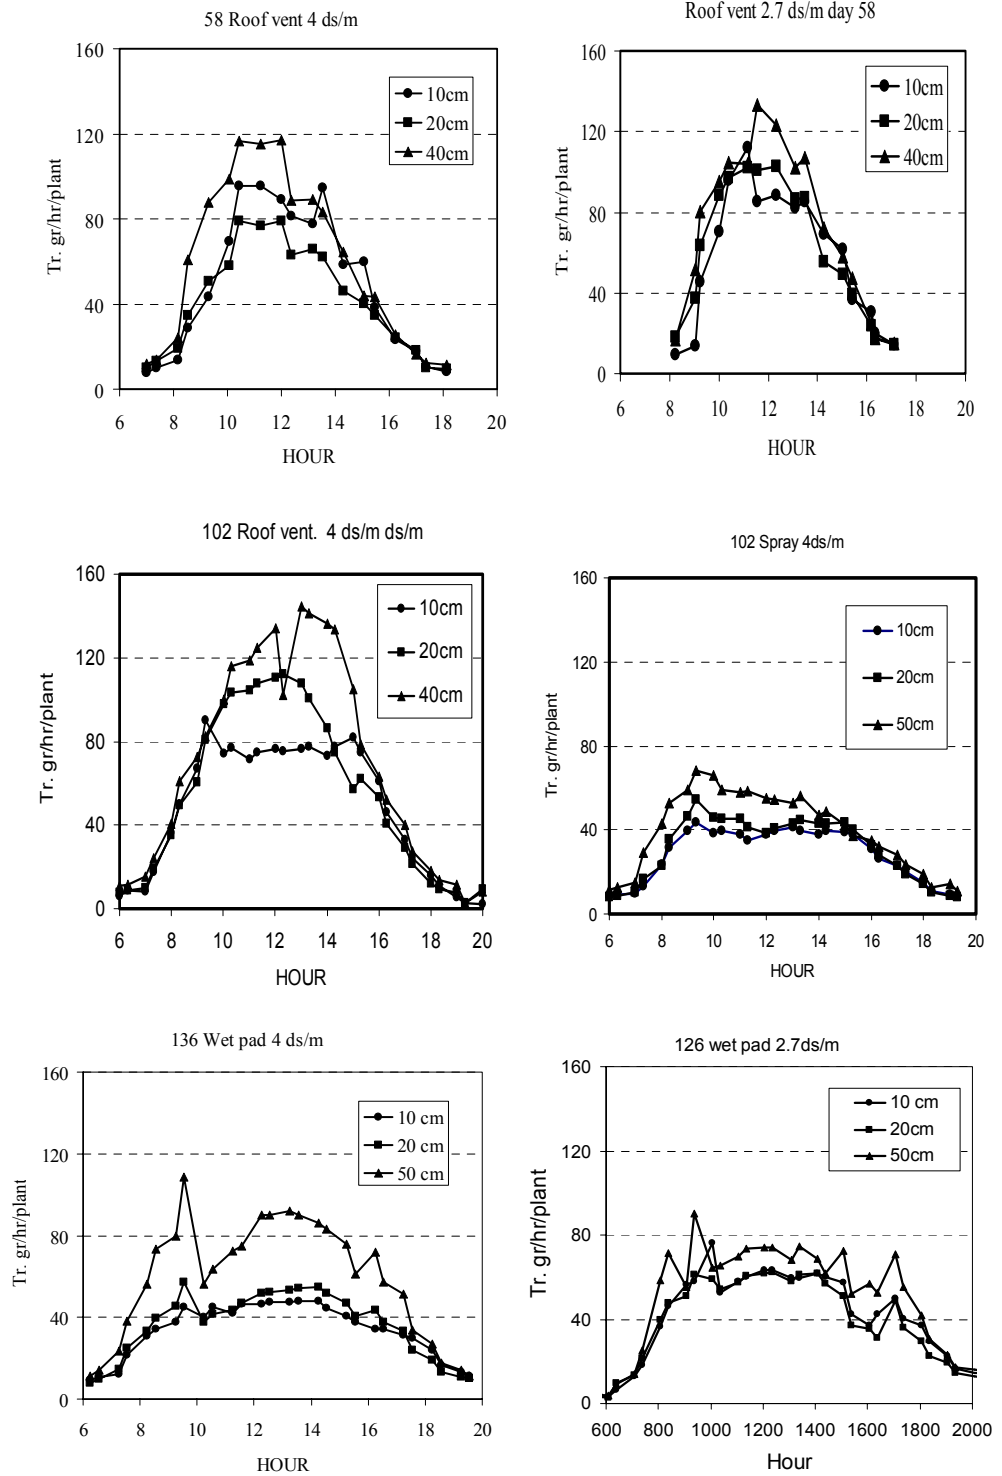 58 Roof vent 4 ds/m
160
120
80
40
0
Tr. gr/hr/plant
10cm
20cm
40cm
6 8 10 12 14 16 18 20
HOUR
Roof vent 2.7 ds/m day 58
160
120
80
40
0
Tr. gr/hr/plant
10cm
20cm
40cm
6 8 10 12 14 16 18 20
HOUR
102 Roof vent. 4 ds/m ds/m
160
120
80
40
0
Tr. gr/hr/plant
10cm
20cm
40cm
6 8 10 12 14 16 18 20
HOUR
102 Spray 4ds/m
160
120
80
40
0
Tr. gr/hr/plant
10cm
20cm
50cm
6 8 10 12 14 16 18 20
HOUR
136 Wet pad 4 ds/m
160
120
80
40
0
Tr. gr/hr/plant
10 cm
20 cm
50 cm
6 8 10 12 14 16 18 20
HOUR
126 wet pad 2.7ds/m
160
120
80
40
0
Tr. gr/hr/plant
10 cm
20cm
50cm
600 800 1000 1200 1400 1600 1800 2000
Hour